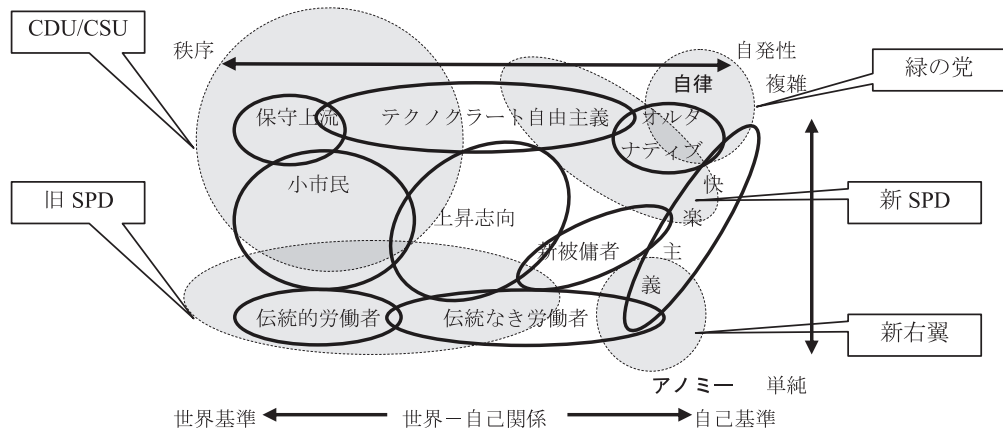 CDU/CSU
秩序
自発性
緑の党
自律
複雑
保守上流
テクノクラート自由主義
オルタ
ナティブ
小市民
快
旧 SPD
上昇志向
楽
新 SPD
新被傭者
主
義
伝統的労働者
伝統なき労働者
新右翼
アノミー
単純
世界基準
世界－自己関係
自己基準